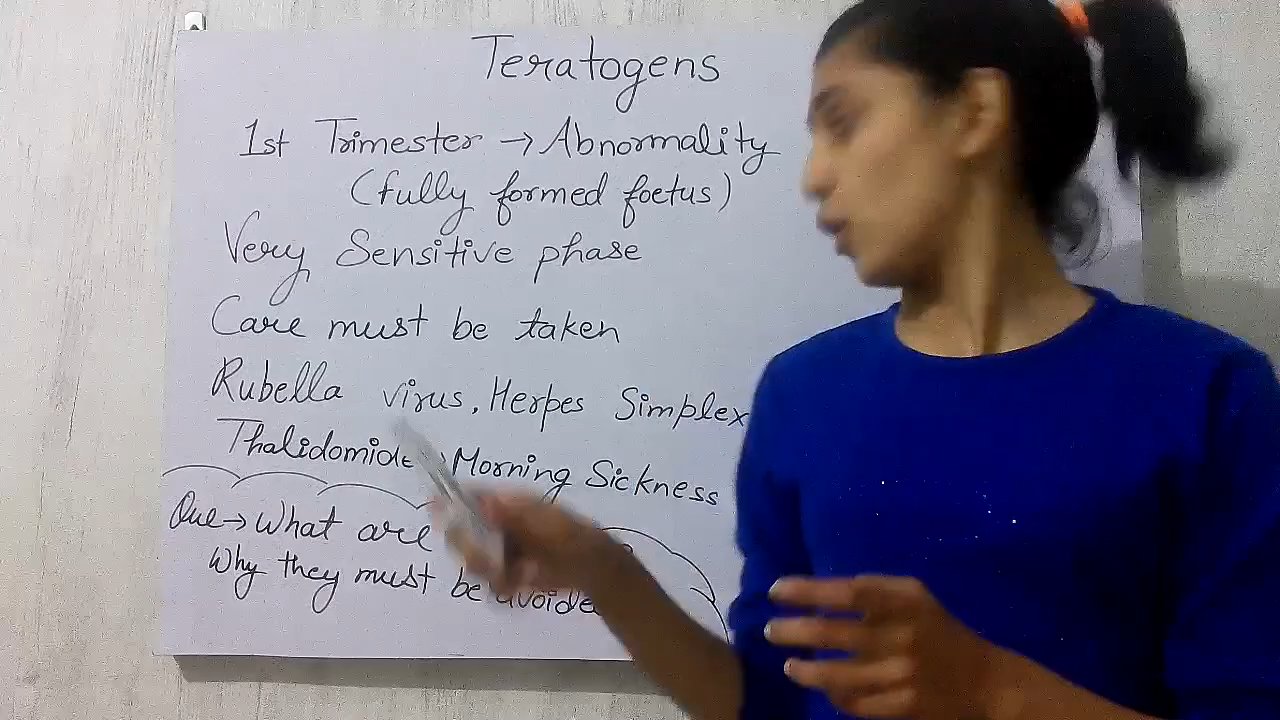 Teratogens
1st Trimester → Abnormality
(fully formed foetus)
Very Sensitive phase
Care must be taken
Rubella virus, Herpes Simplex
Thalidomide Morning Sickness
Que → What are
Why they must be